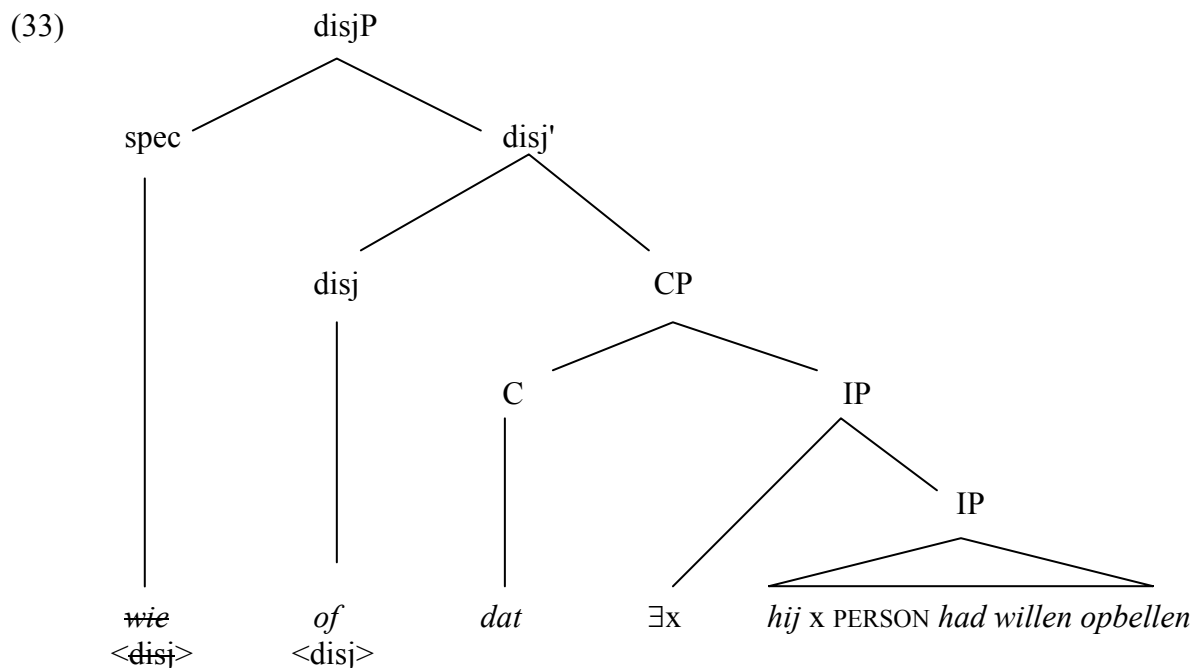 (33) disjP
spec disj'
disj CP
C IP
IP
wie of dat ∃x hij x PERSON had willen opbellen
<disj> <disj>